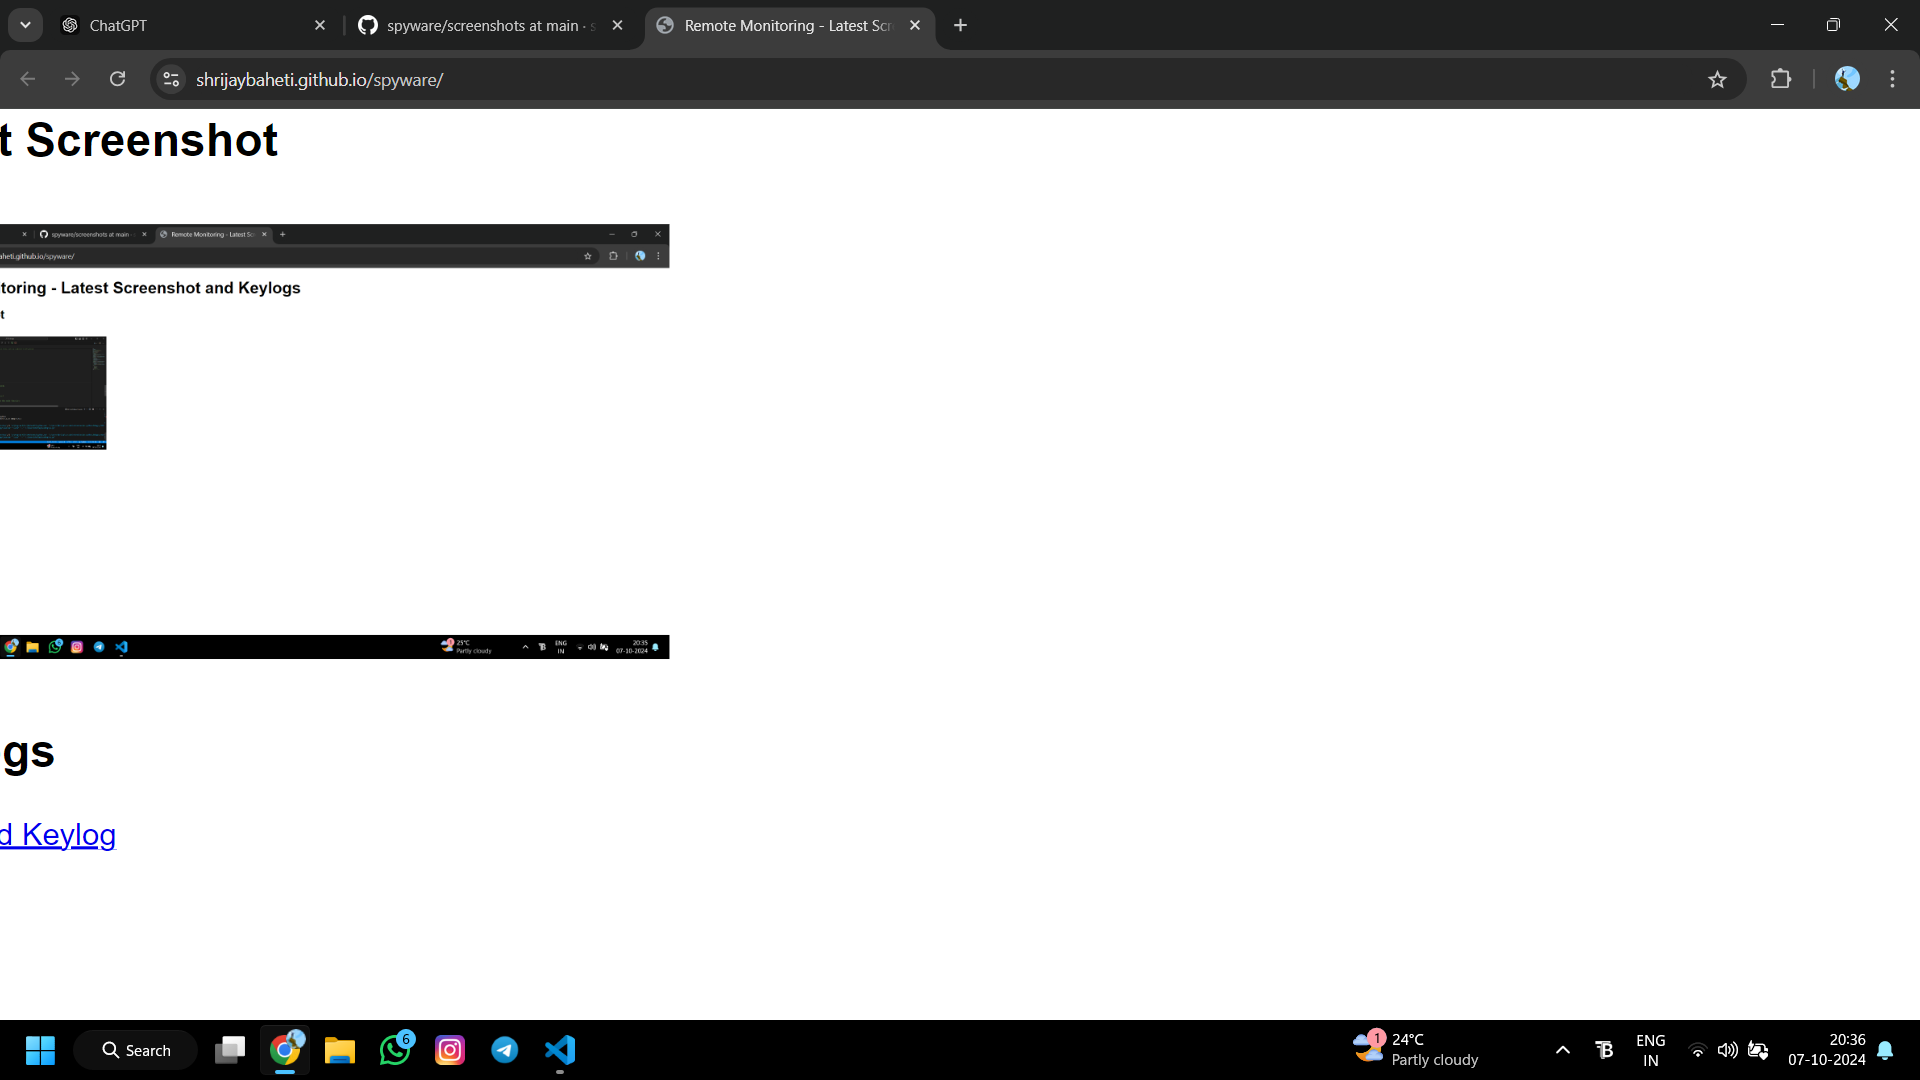 ChatGPT
spyware/screenshots at main · s
Remote Monitoring - Latest Scr
shrijaybaheti.github.io/spyware/
t Screenshot
spyware/screenshots at main
Remote Monitoring - Latest Sc
aheti.github.io/spyware/
toring - Latest Screenshot and Keylogs
t
25°C
Partly cloudy
ENG
IN
20:35
07-10-2024
gs
d Keylog
Search
6
1
24°C
Partly cloudy
ENG
IN
20:36
07-10-2024